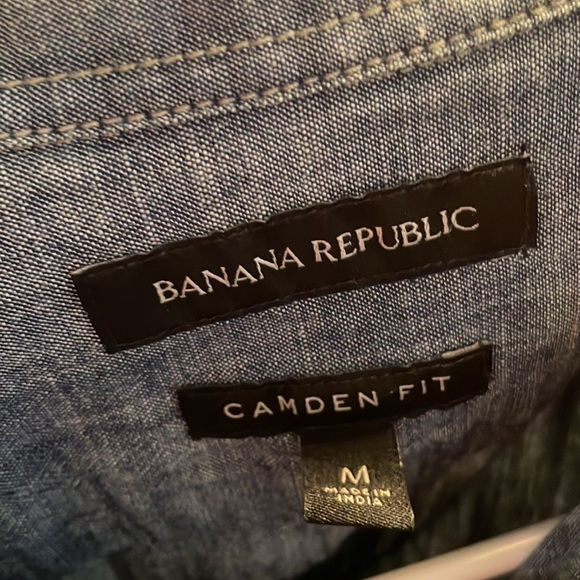 BANANA REPUBLIC
CAMDEN FIT
M
MADE IN
INDIA